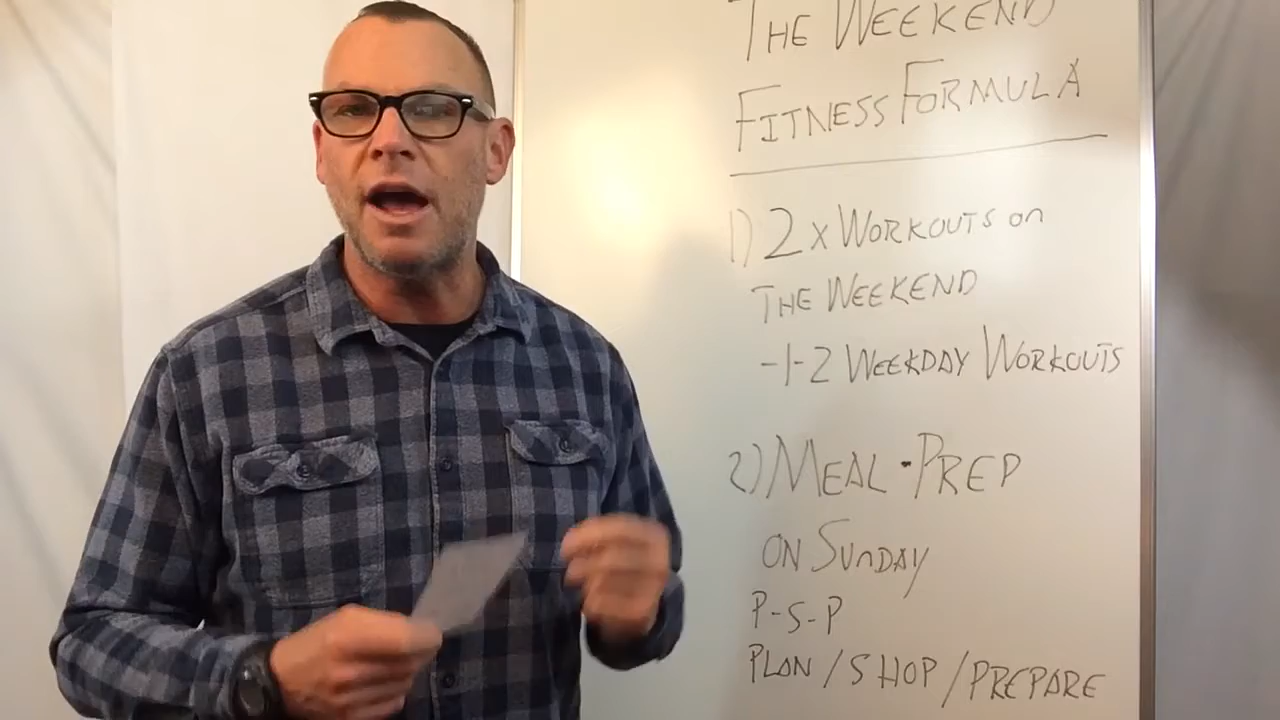 THE WEEKEND
FITNESS FORMULA
1) 2x WORKOUTS on
THE WEEKEND
-1-2 WEEKDAY WORKOUTS
2) MEAL-PREP
ON SUnDAY
P-S-P
PLAN/SHOP/PREPARE